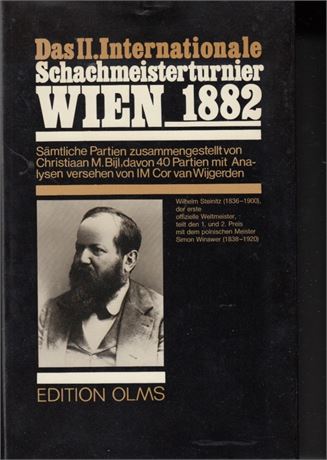 Das II. Internationale
Schachmeisterturnier
WIEN_1882
Sämtliche Partien zusammengestellt von
Christiaan M. Bijl, davon 40 Partien mit Ana-
lysen versehen von IM Cor van Wijgerden
Wilhelm Steinitz (1836–1900),
der erste
offizielle Weltmeister,
teilt den 1. und 2. Preis
mit dem polnischen Meister
Simon Winawer (1838–1920)
EDITION OLMS